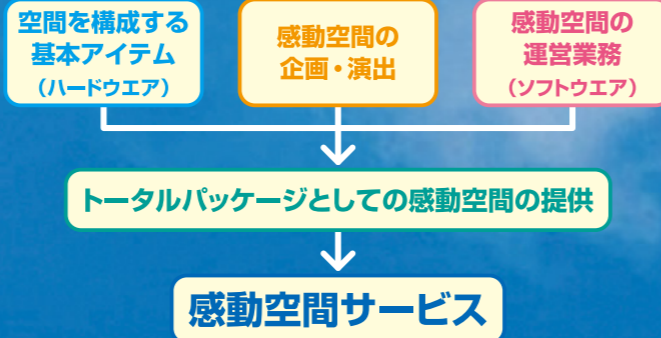 空間を構成する
基本アイテム
（ハードウエア）
感動空間の
企画・演出
感動空間の
運営業務
（ソフトウエア）
トータルパッケージとしての感動空間の提供
感動空間サービス